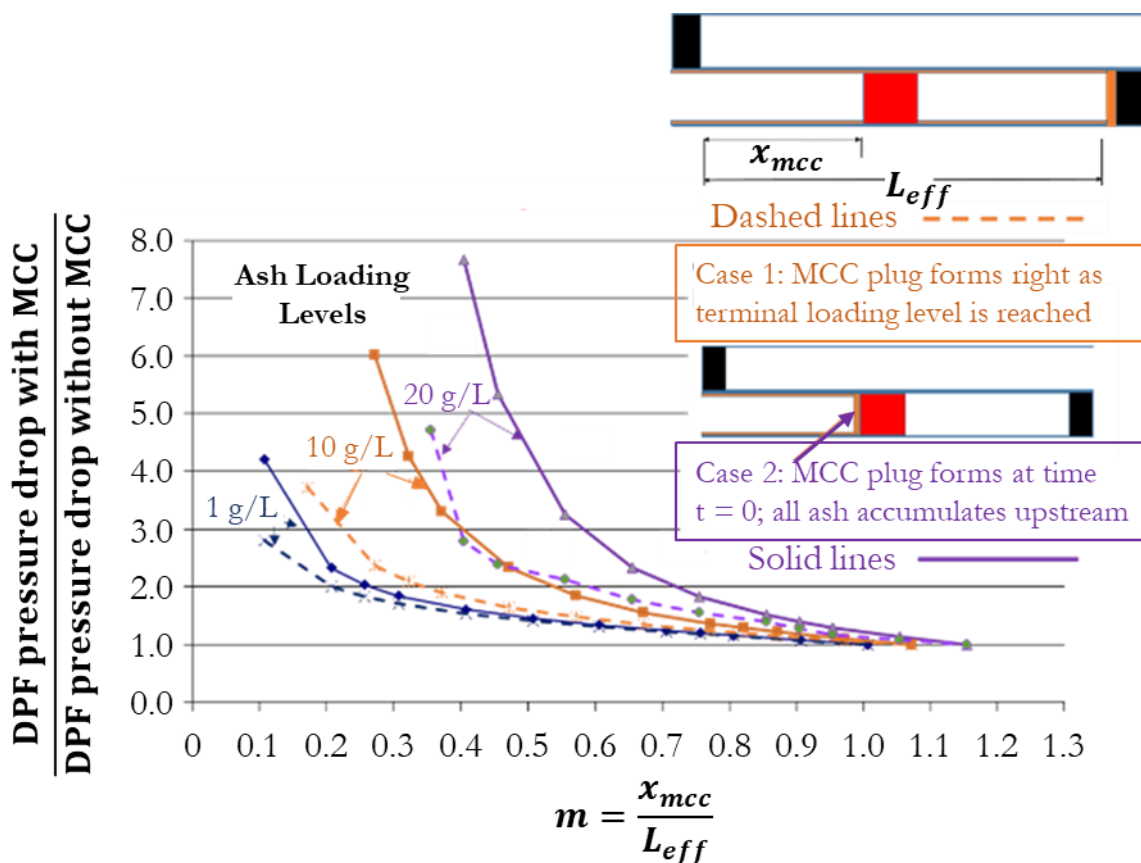 x_mcc
L_eff
Dashed lines
Case 1: MCC plug forms right as
terminal loading level is reached
Case 2: MCC plug forms at time
t = 0; all ash accumulates upstream
Solid lines
DPF pressure drop with MCC
DPF pressure drop without MCC
8.0
7.0
6.0
5.0
4.0
3.0
2.0
1.0
0.0
Ash Loading
Levels
20 g/L
10 g/L
1 g/L
0 0.1 0.2 0.3 0.4 0.5 0.6 0.7 0.8 0.9 1.0 1.1 1.2 1.3
m = x_mcc / L_eff